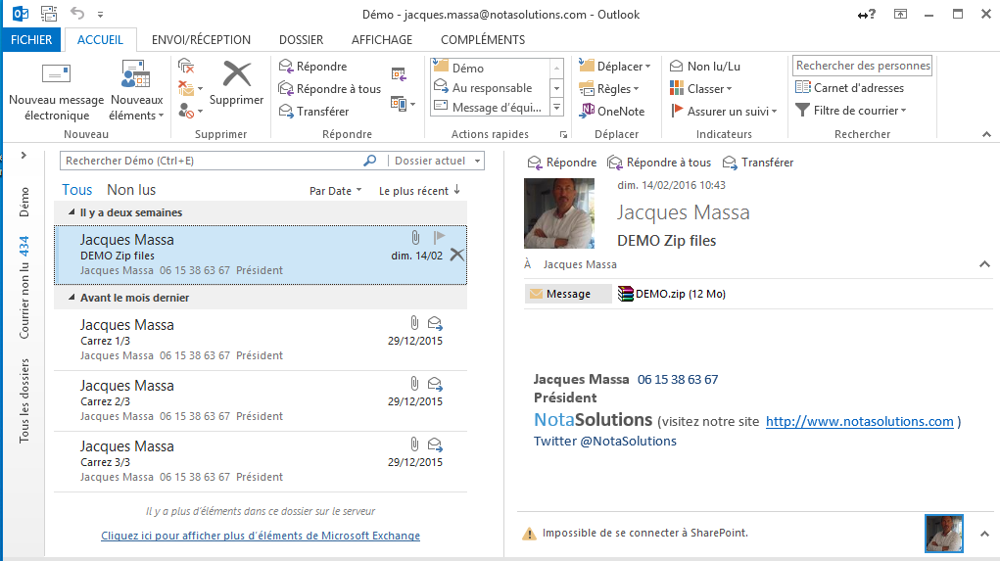 Démo - jacques.massa@notasolutions.com - Outlook
FICHIER ACCUEIL ENVOI/RÉCEPTION DOSSIER AFFICHAGE COMPLÉMENTS
Nouveau message électronique
Nouveaux éléments
Nouveau
Supprimer
Supprimer
Répondre
Répondre à tous
Transférer
Répondre
Démo
Au responsable
Message d'équi...
Actions rapides
Déplacer
Règles
OneNote
Déplacer
Non lu/Lu
Classer
Assurer un suivi
Indicateurs
Rechercher des personnes
Carnet d'adresses
Filtre de courrier
Rechercher
Démo
Courrier non lu 434
Tous les dossiers
Rechercher Démo (Ctrl+E) Dossier actuel
Tous Non lus Par Date Le plus récent
Il y a deux semaines
Jacques Massa
DEMO Zip files dim. 14/02
Jacques Massa 06 15 38 63 67 Président
Avant le mois dernier
Jacques Massa
Carrez 1/3 29/12/2015
Jacques Massa 06 15 38 63 67 Président
Jacques Massa
Carrez 2/3 29/12/2015
Jacques Massa 06 15 38 63 67 Président
Jacques Massa
Carrez 3/3 29/12/2015
Jacques Massa 06 15 38 63 67 Président
Il y a plus d'éléments dans ce dossier sur le serveur
Cliquez ici pour afficher plus d'éléments de Microsoft Exchange
Répondre Répondre à tous Transférer
dim. 14/02/2016 10:43
Jacques Massa
DEMO Zip files
À Jacques Massa
Message DEMO.zip (12 Mo)
Jacques Massa 06 15 38 63 67
Président
NotaSolutions (visitez notre site http://www.notasolutions.com )
Twitter @NotaSolutions
Impossible de se connecter à SharePoint.